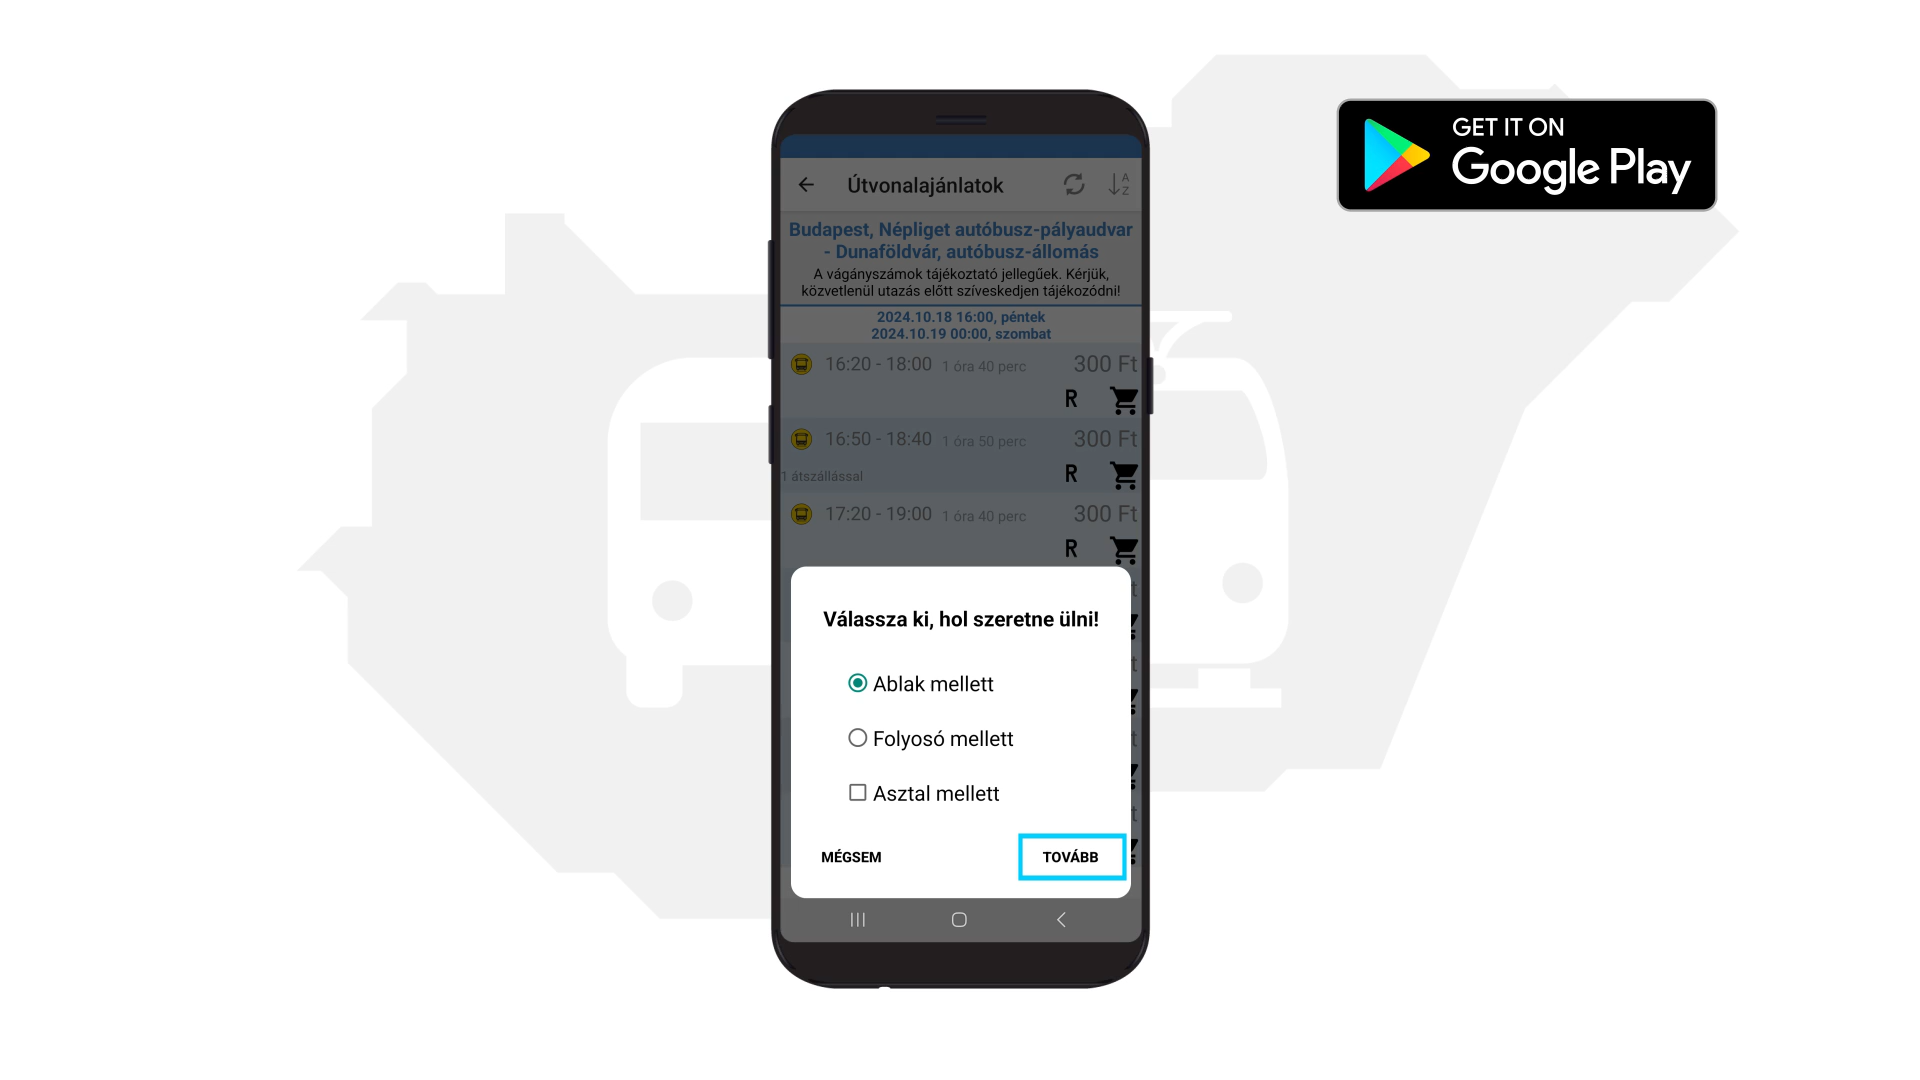 GET IT ON
Google Play
Útvonalajánlatok
A
Z
Budapest, Népliget autóbusz-pályaudvar
- Dunaföldvár, autóbusz-állomás
A vágányszámok tájékoztató jellegűek. Kérjük,
közvetlenül utazás előtt szíveskedjen tájékozódni!
2024.10.18 16:00, péntek
2024.10.19 00:00, szombat
16:20 - 18:00 1 óra 40 perc 300 Ft
R
16:50 - 18:40 1 óra 50 perc 300 Ft
1 átszállással R
17:20 - 19:00 1 óra 40 perc 300 Ft
R
Válassza ki, hol szeretne ülni!
Ablak mellett
Folyosó mellett
Asztal mellett
MÉGSEM TOVÁBB